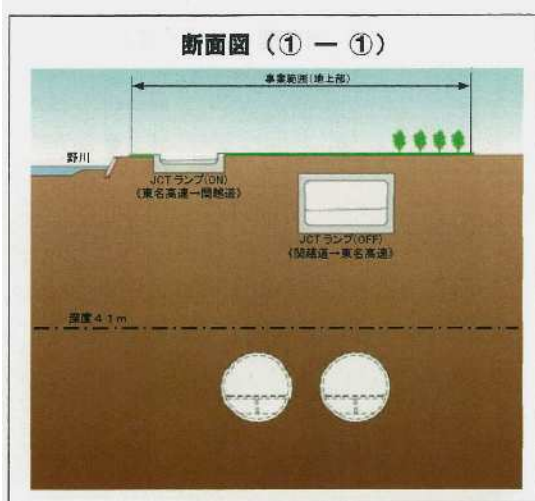 断面図（① ー ①）
事業範囲(地上部)
野川
JCTランプ(ON)
《東名高速→関越道》
JCTランプ(OFF)
《関越道→東名高速》
深度41m